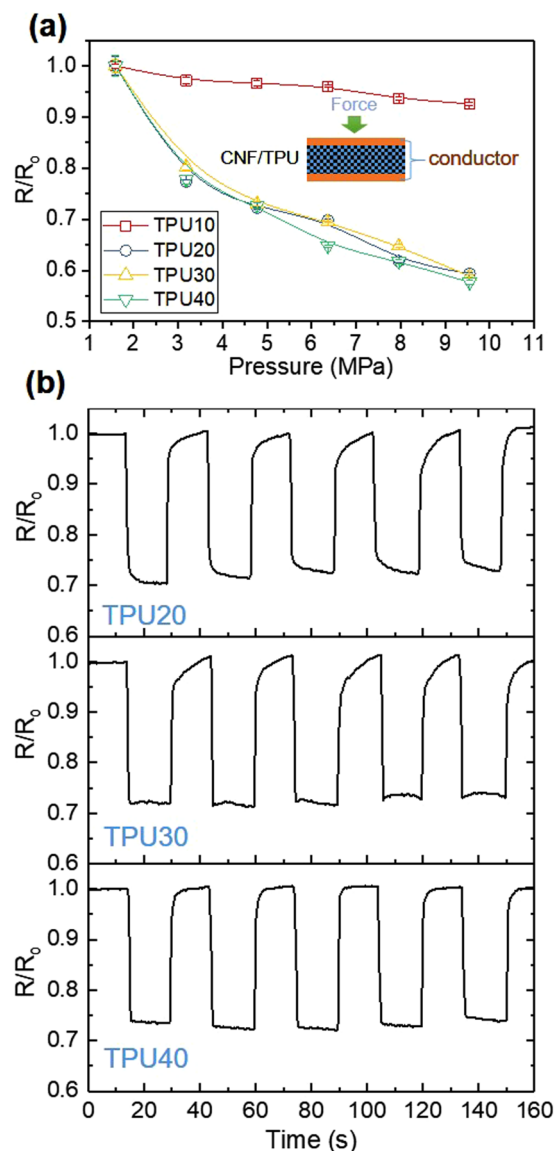 (a)
1.0
0.9
0.8
0.7
0.6
0.5
R/R0
Force
CNF/TPU
conductor
TPU10
TPU20
TPU30
TPU40
1 2 3 4 5 6 7 8 9 10 11
Pressure (MPa)
(b)
1.0
0.9
0.8
0.7
0.6
R/R0
TPU20
1.0
0.9
0.8
0.7
0.6
R/R0
TPU30
1.0
0.9
0.8
0.7
0.6
R/R0
TPU40
0 20 40 60 80 100 120 140 160
Time (s)